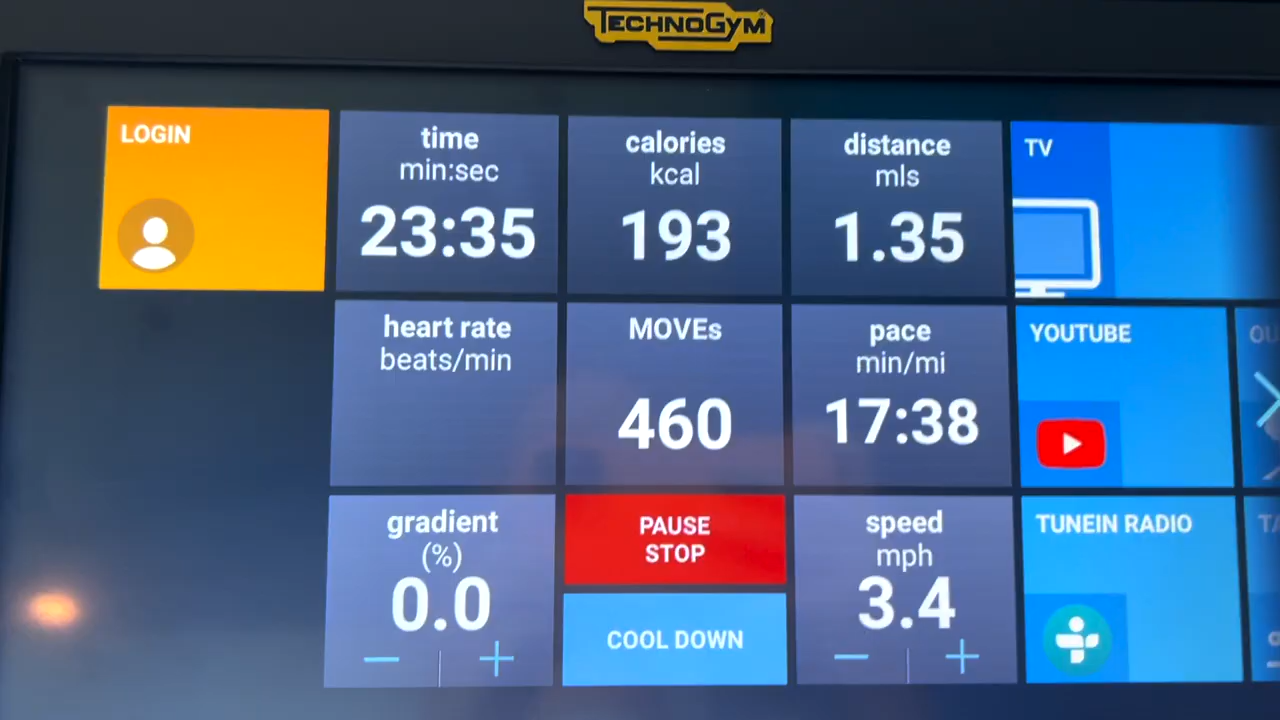 TECHNOGYM
LOGIN
time
min:sec
23:35
calories
kcal
193
distance
mls
1.35
TV
heart rate
beats/min
MOVEs
460
pace
min/mi
17:38
YOUTUBE
OU
gradient
(%)
0.0
PAUSE
STOP
COOL DOWN
speed
mph
3.4
TUNEIN RADIO